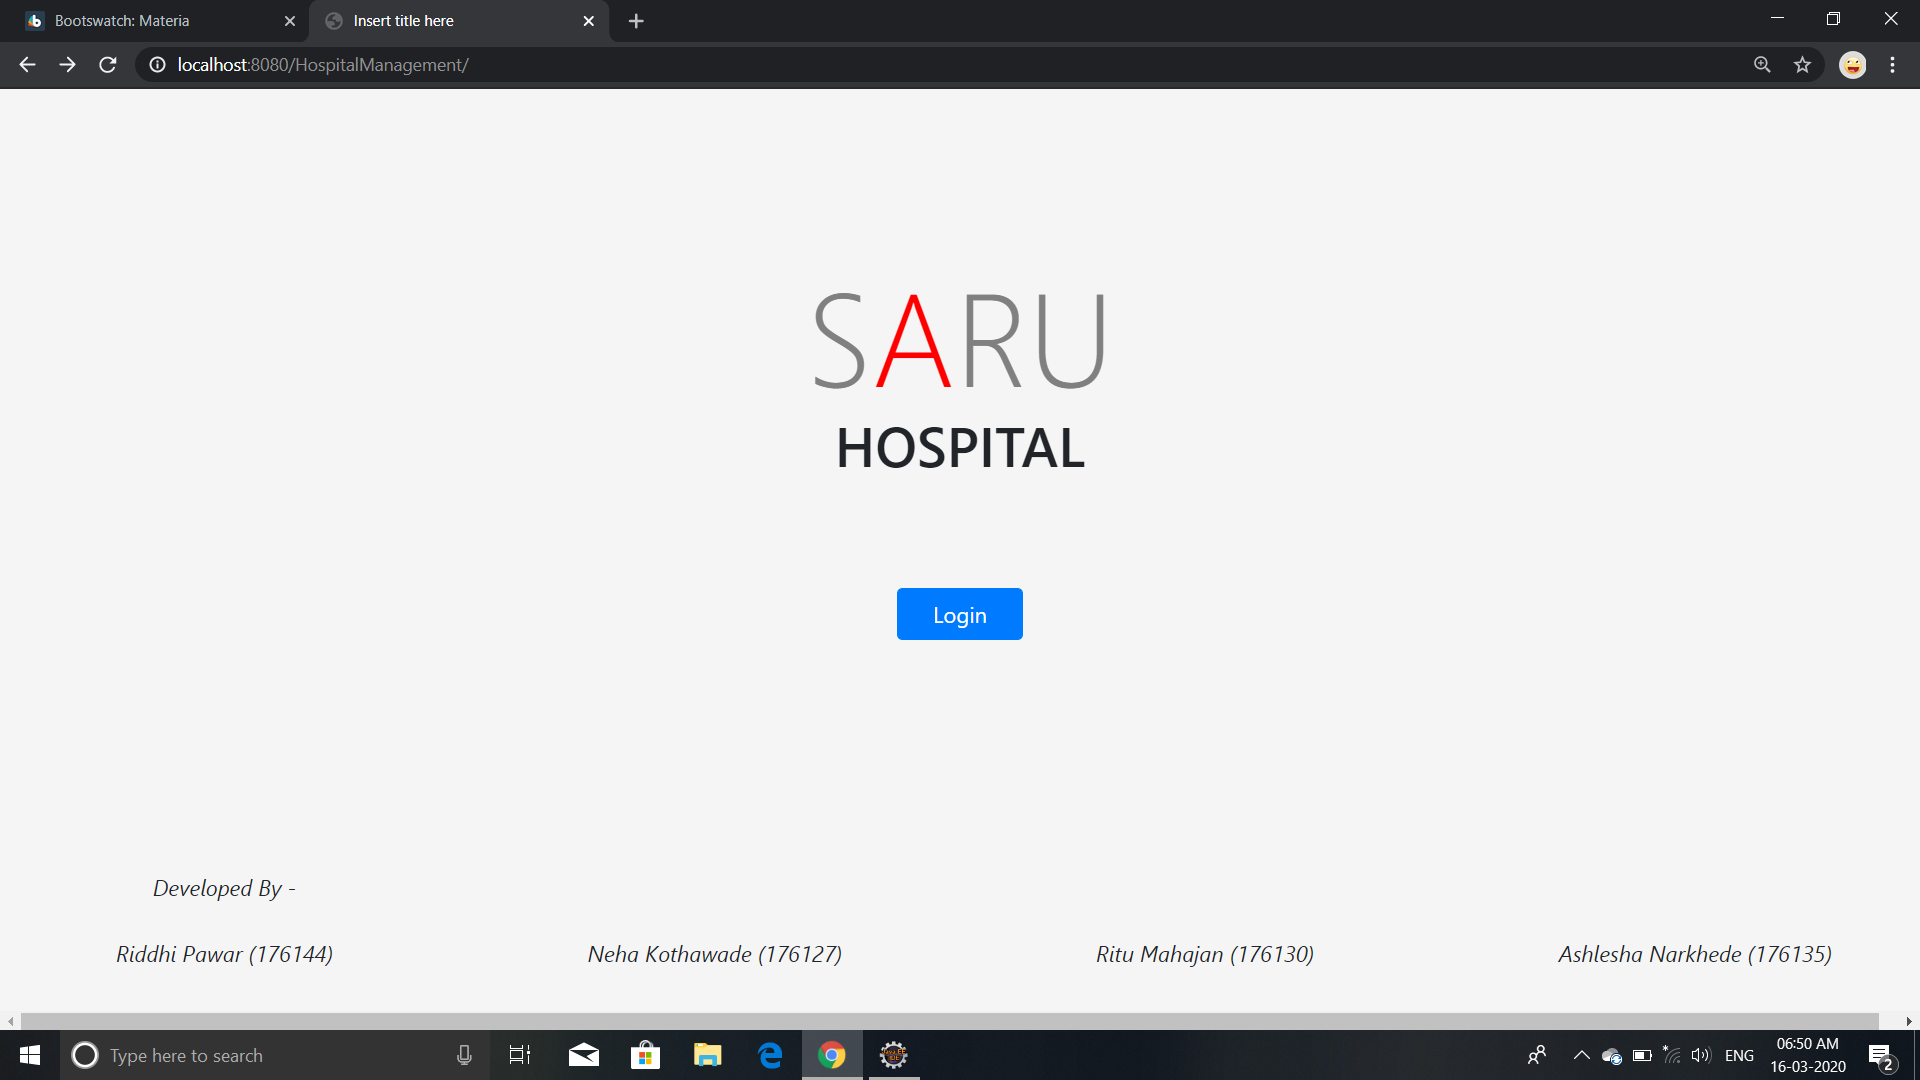 Bootswatch: Materia
Insert title here
localhost:8080/HospitalManagement/
SARU
HOSPITAL
Login
Developed By -
Riddhi Pawar (176144)
Neha Kothawade (176127)
Ritu Mahajan (176130)
Ashlesha Narkhede (176135)
Type here to search
ENG
06:50 AM
16-03-2020
2